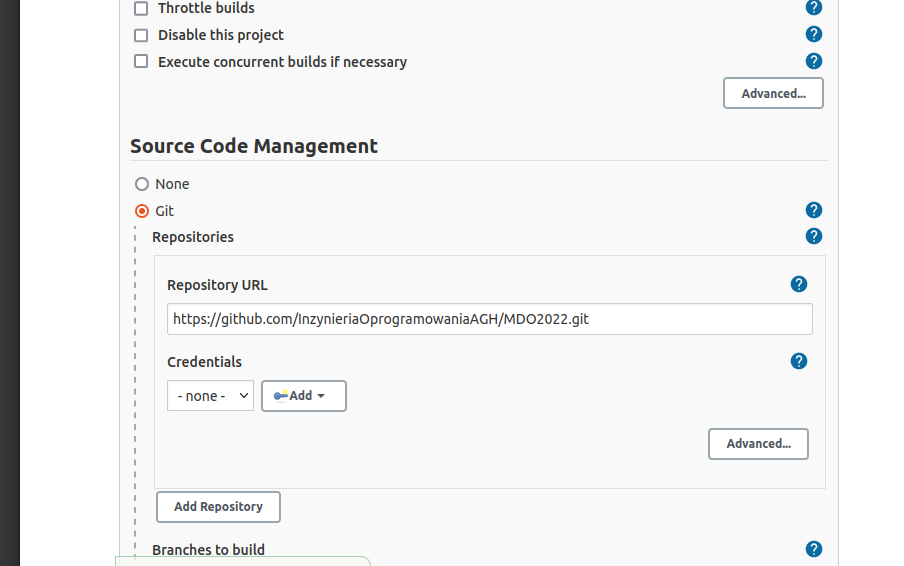 Throttle builds
?
Disable this project
?
Execute concurrent builds if necessary
?
Advanced...
Source Code Management
None
Git
?
Repositories
?
Repository URL
?
https://github.com/InzynieriaOprogramowaniaAGH/MDO2022.git
Credentials
?
- none -
Add
Advanced...
Add Repository
Branches to build
?